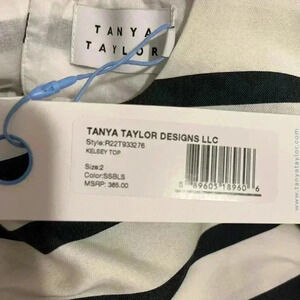 TANYA
TAYLOR
TANYA TAYLOR DESIGNS LLC
Style:R22T933276
KELSEY TOP
Size:2
Color:SSBLS
MSRP: 365.00
8 89605 18960 6
www.tanyataylor.com